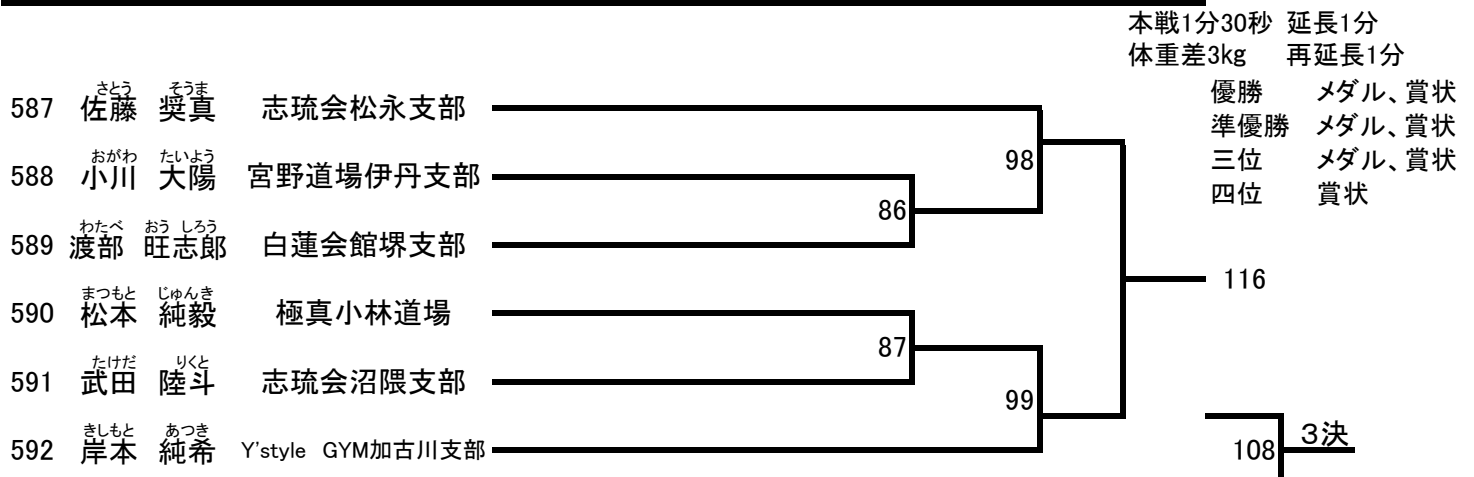 本戦1分30秒 延長1分
体重差3kg 再延長1分
優勝 メダル、賞状
準優勝 メダル、賞状
三位 メダル、賞状
四位 賞状
さとう そうま
587 佐藤 奨真 志琉会松永支部
98
おがわ たいよう
588 小川 大陽 宮野道場伊丹支部
86
わたべ おう しろう
589 渡部 旺志郎 白蓮会館堺支部
116
まつもと じゅんき
590 松本 純毅 極真小林道場
87
たけだ りくと
591 武田 陸斗 志琉会沼隈支部
99
きしもと あつき
592 岸本 純希 Y'style GYM加古川支部
108 3決